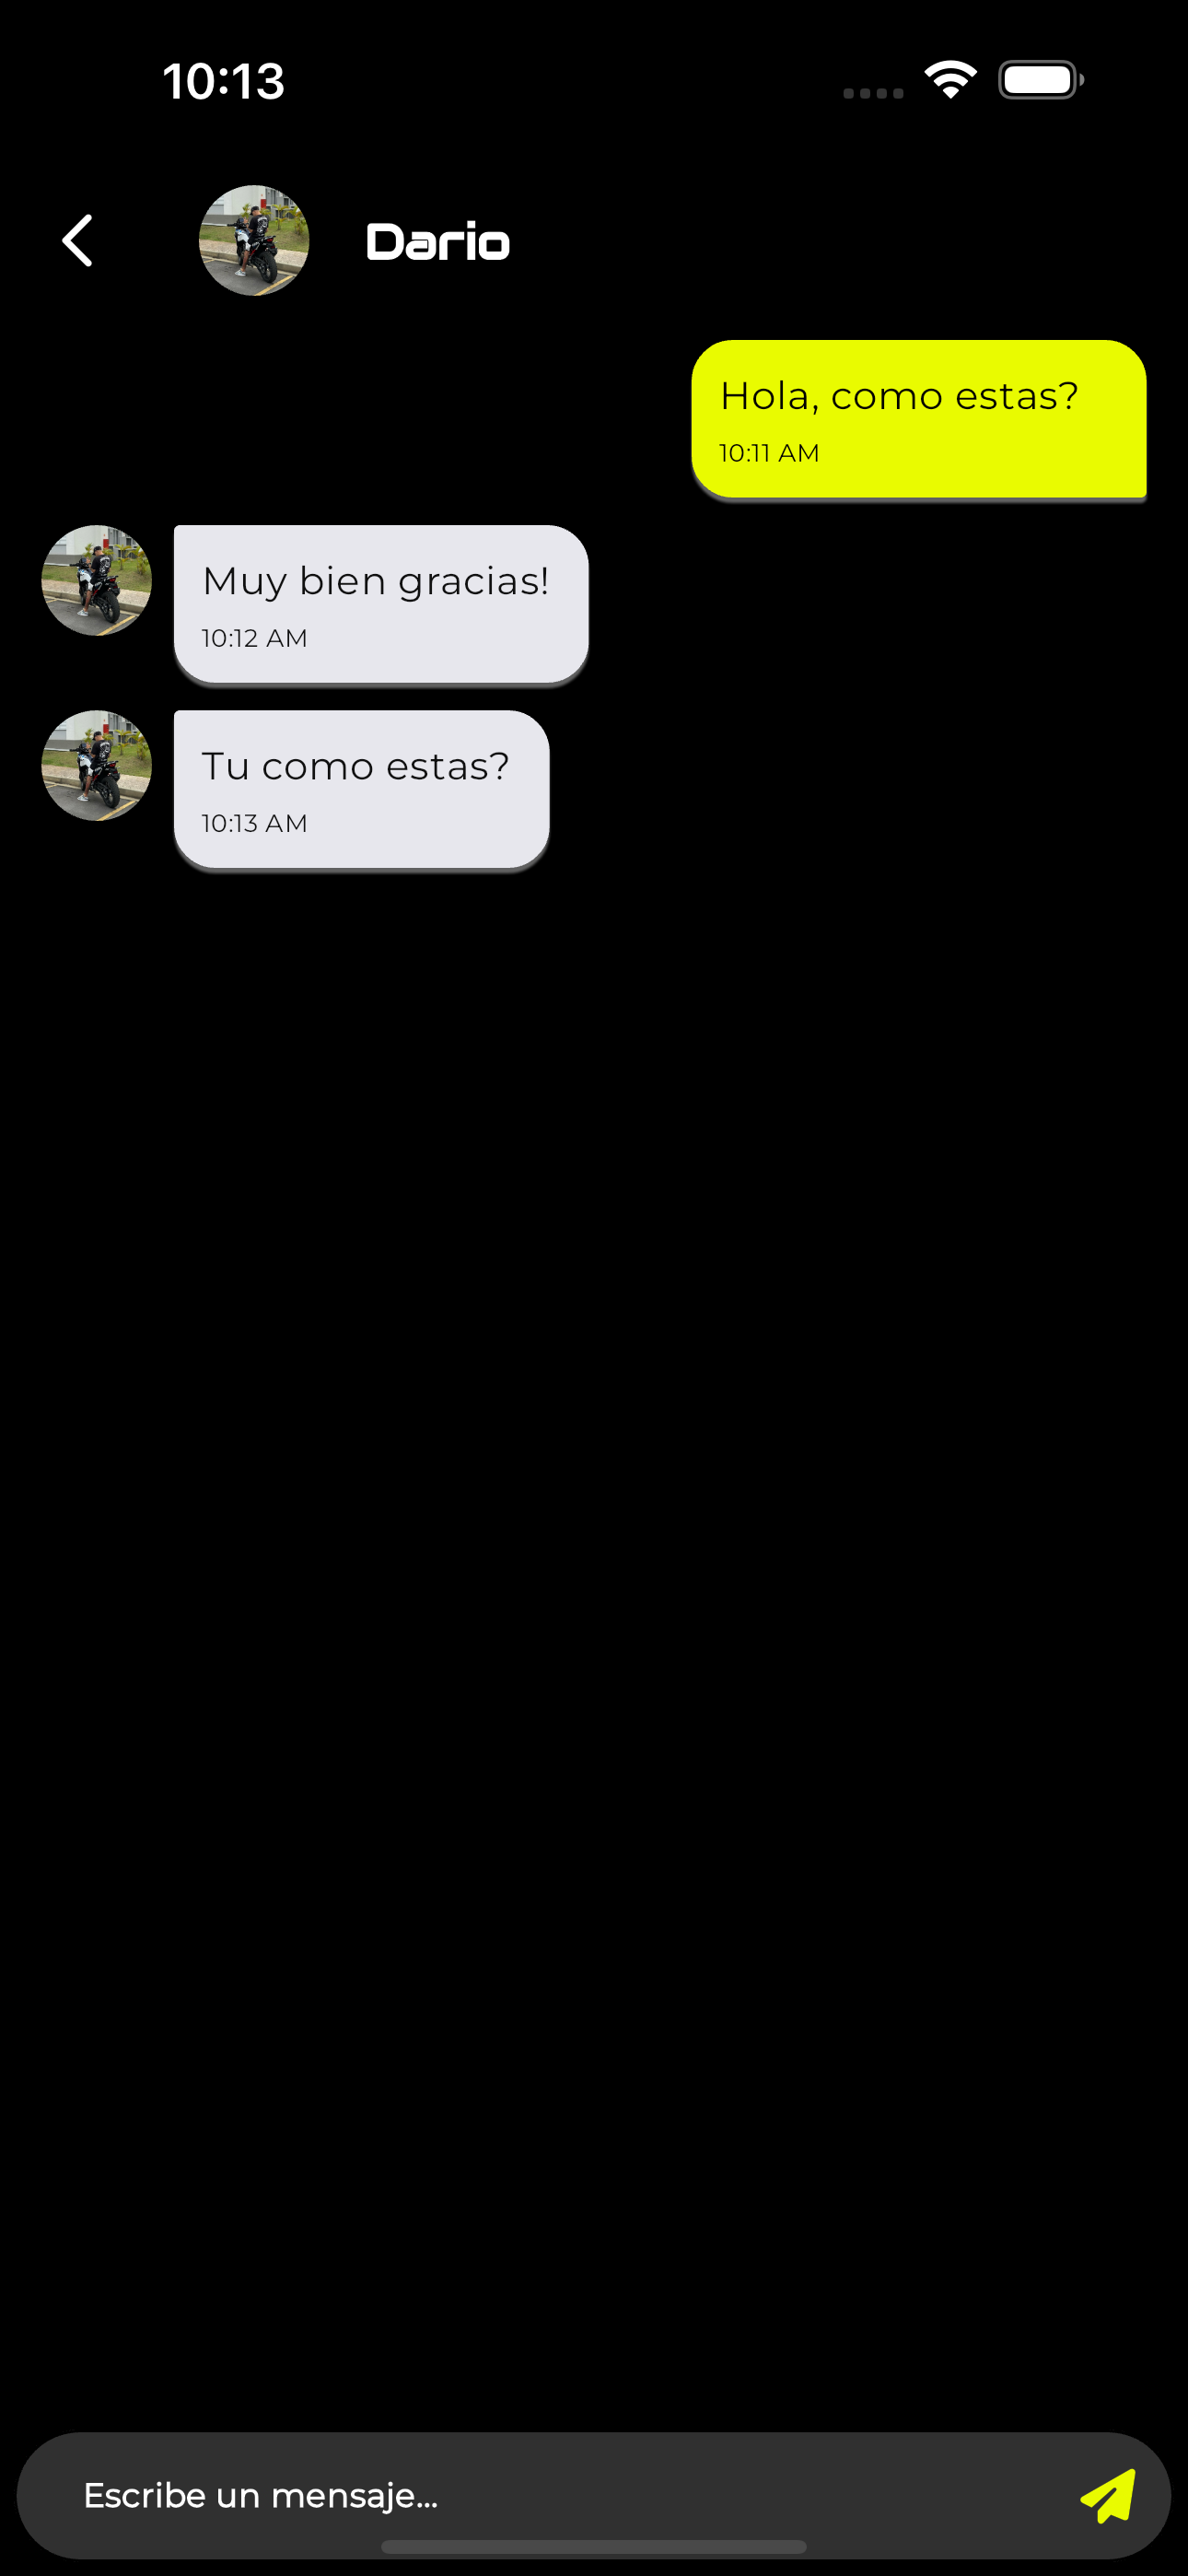 10:13
Dario
Hola, como estas?
10:11 AM
Muy bien gracias!
10:12 AM
Tu como estas?
10:13 AM
Escribe un mensaje...